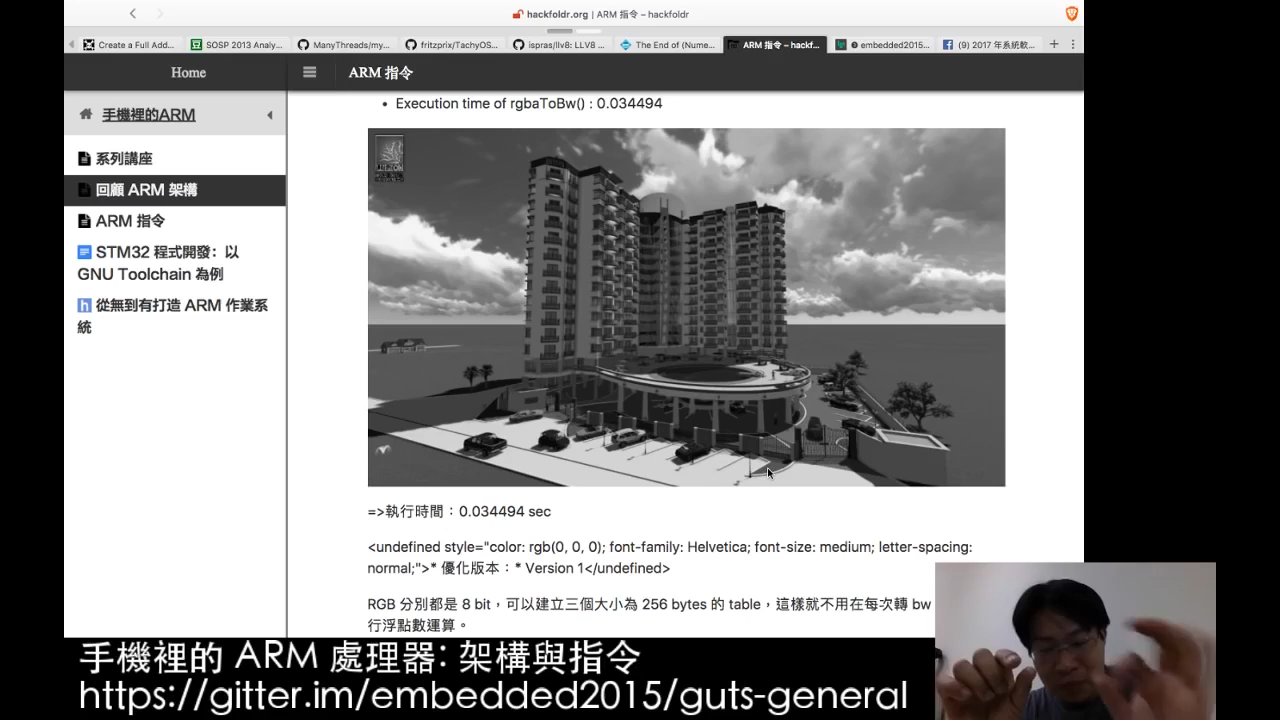 hackfoldr.org | ARM 指令 – hackfoldr
Create a Full Add...
SOSP 2013 Analy...
ManyThreads/my...
fritzprix/TachyOS...
ispras/llv8: LLV8 ...
The End of (Nume...
ARM 指令 – hackf...
embedded2015...
(9) 2017 年系統軟...
Home
ARM 指令
手機裡的ARM
系列講座
回顧 ARM 架構
ARM 指令
STM32 程式開發：以
GNU Toolchain 為例
從無到有打造 ARM 作業系
統
• Execution time of rgbaToBw() : 0.034494
=>執行時間：0.034494 sec
<undefined style="color: rgb(0, 0, 0); font-family: Helvetica; font-size: medium; letter-spacing:
normal;">* 優化版本：* Version 1</undefined>
RGB 分別都是 8 bit，可以建立三個大小為 256 bytes 的 table，這樣就不用在每次轉 bw
行浮點數運算。
手機裡的 ARM 處理器: 架構與指令
https://gitter.im/embedded2015/guts-general